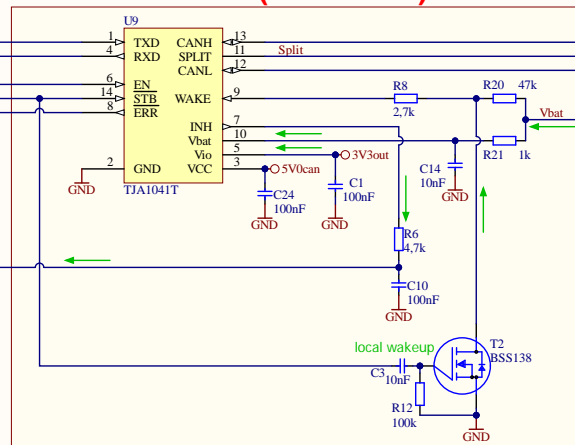 U9
1 TXD CANH 13
4 RXD SPLIT 11 Split
CANL 12
6 EN
14 STB WAKE 9 R8 R20 47k
8 ERR 2,7k Vbat
INH 7
Vbat 10 R21 1k
Vio 5 3V3out
2 GND VCC 3 5V0can
C14
10nF
GND TJA1041T
C24
100nF
C1
100nF
GND GND GND
R6
4,7k
C10
100nF
GND
local wakeup T2
BSS138
C3 10nF
R12
100k
GND